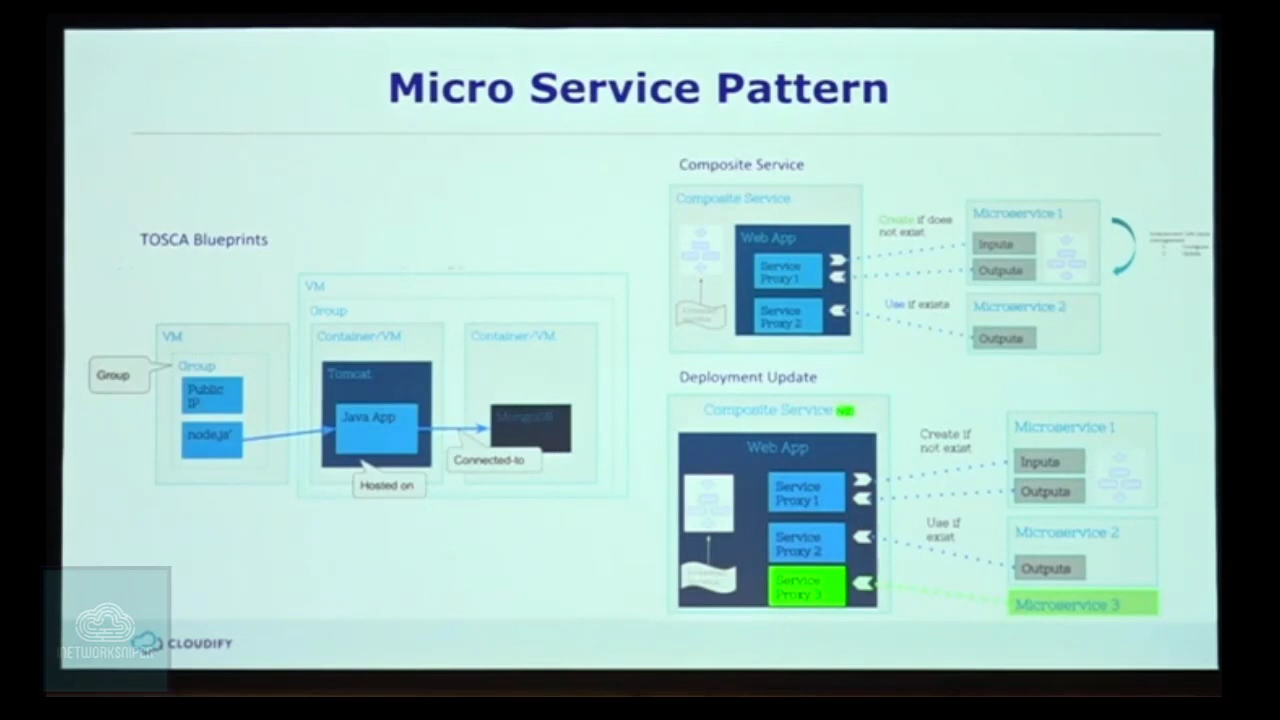 Micro Service Pattern
TOSCA Blueprints
VM
Group
Group
Public
IP
node.js'
VM
Group
Container/VM
Tomcat
Java App
Hosted on
Container/VM
MongoDB
Connected-to
Composite Service
Composite Service
Web App
Service
Proxy 1
Service
Proxy 2
Create if does
not exist
Use if exists
Microservice 1
Inputs
Outputs
Microservice 2
Outputs
Deployment Update
Composite Service V2
Web App
Service
Proxy 1
Service
Proxy 2
Service
Proxy 3
Create if
not exist
Use if
exist
Microservice 1
Inputs
Outputs
Microservice 2
Outputs
Microservice 3
CLOUDIFY
NETWORKSNIPER